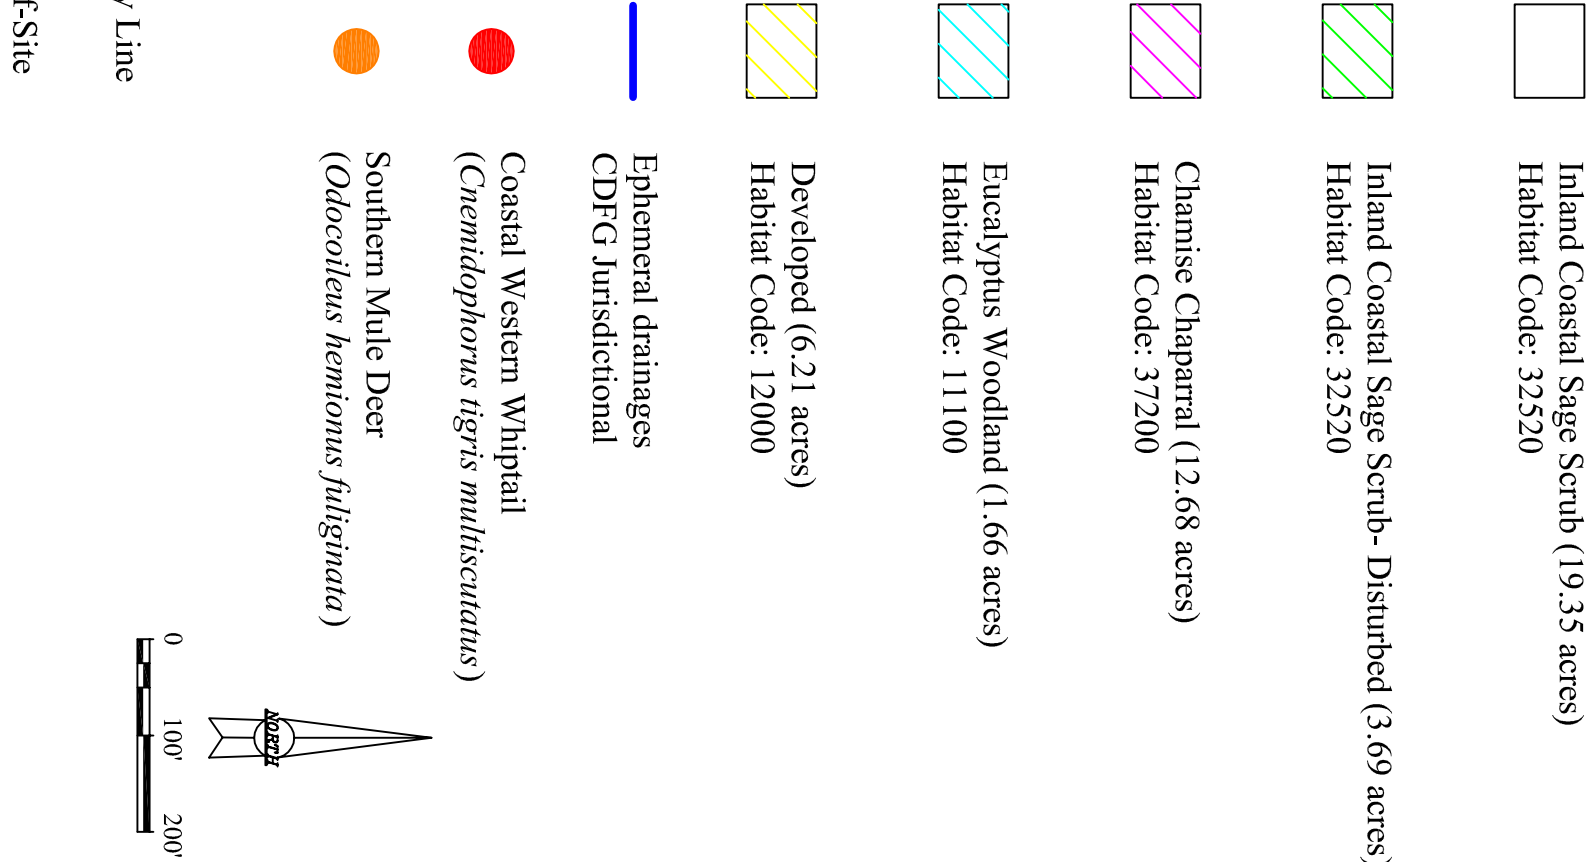 Inland Coastal Sage Scrub (19.35 acres)
Habitat Code: 32520
Inland Coastal Sage Scrub- Disturbed (3.69 acres)
Habitat Code: 32520
Chamise Chaparral (12.68 acres)
Habitat Code: 37200
Eucalyptus Woodland (1.66 acres)
Habitat Code: 11100
Developed (6.21 acres)
Habitat Code: 12000
Ephemeral drainages
CDFG Jurisdictional
Coastal Western Whiptail
(Cnemidophorus tigris multiscutatus)
Southern Mule Deer
(Odocoileus hemionus fuliginata)
y Line
f-Site
NORTH
0 100' 200'